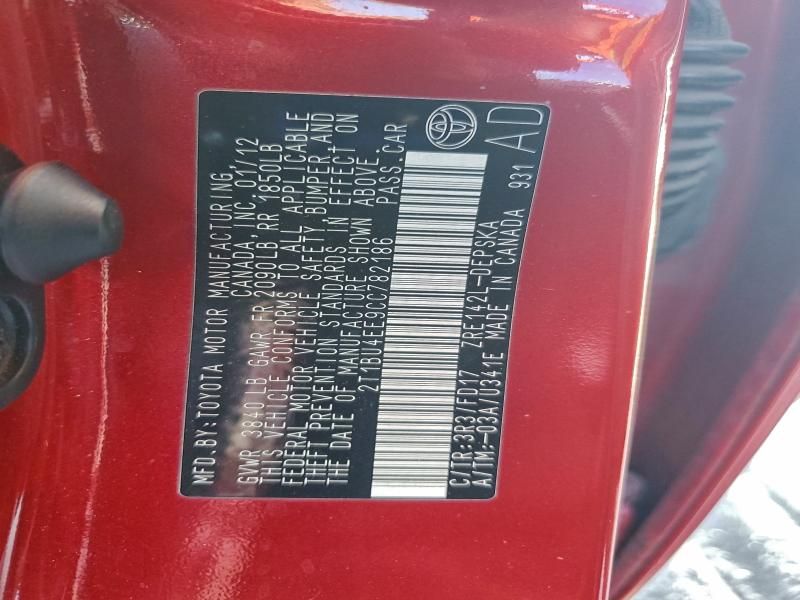 MFD.BY:TOYOTA MOTOR MANUFACTURING,
CANADA, INC. 01/12
GVWR 3840LB GAWR FR 2090LB RR 1850LB
THIS VEHICLE CONFORMS TO ALL APPLICABLE
FEDERAL MOTOR VEHICLE SAFETY,BUMPER,AND
THEFT PREVENTION STANDARDS IN EFFECT ON
THE DATE OF MANUFACTURE SHOWN ABOVE.
2T1BU4EE9CC782186 PASS.CAR
C/TR:3R3/FD17 ZRE142L-DEPSKA
A/TM:-03A/U341E MADE IN CANADA 931
AD